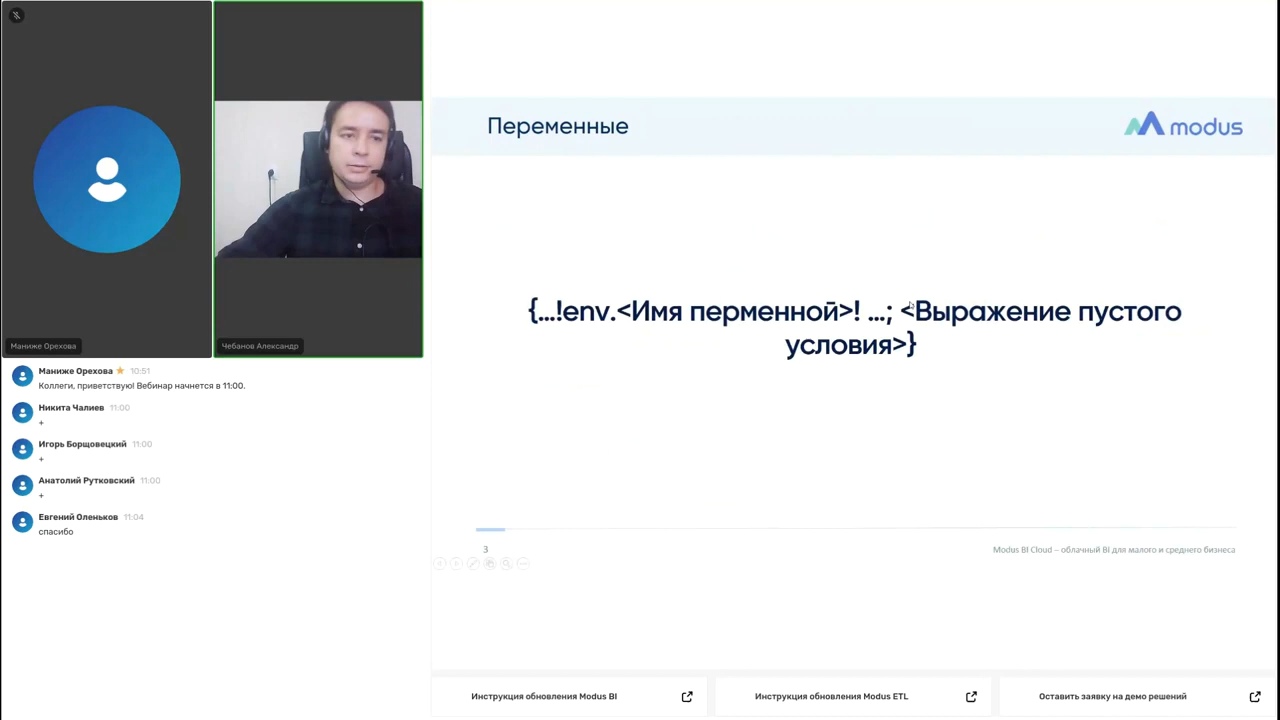 Манижe Орехова
Чебанов Александр
Манижe Орехова 10:51
Коллеги, приветствую! Вебинар начнется в 11:00.
Никита Чалиев 11:00
+
Игорь Борщовецкий 11:00
+
Анатолий Рутковский 11:00
+
Евгений Оленьков 11:04
спасибо
Переменные
modus
{...!env.<Имя перменной>! ...; <Выражение пустого
условия>}
3
Modus BI Cloud – облачный BI для малого и среднего бизнеса
Инструкция обновления Modus BI
Инструкция обновления Modus ETL
Оставить заявку на демо решений